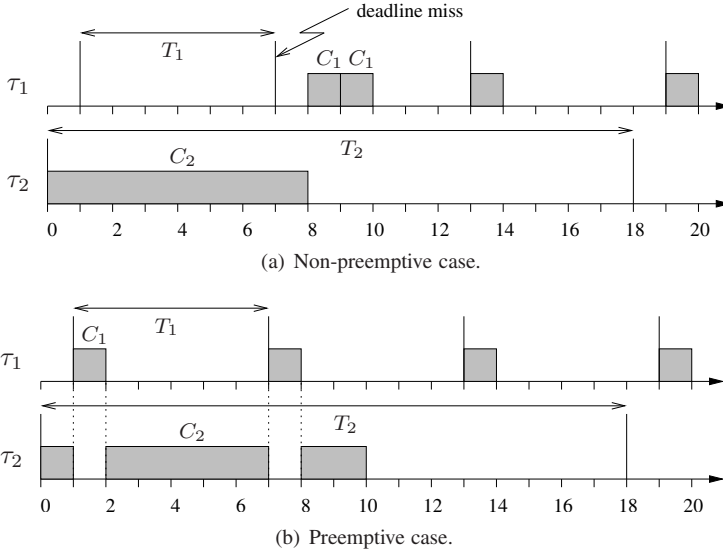 deadline miss
T₁
C₁ C₁
τ₁
T₂
C₂
τ₂
0 2 4 6 8 10 12 14 16 18 20
(a) Non-preemptive case.
T₁
C₁
τ₁
C₂ T₂
τ₂
0 2 4 6 8 10 12 14 16 18 20
(b) Preemptive case.